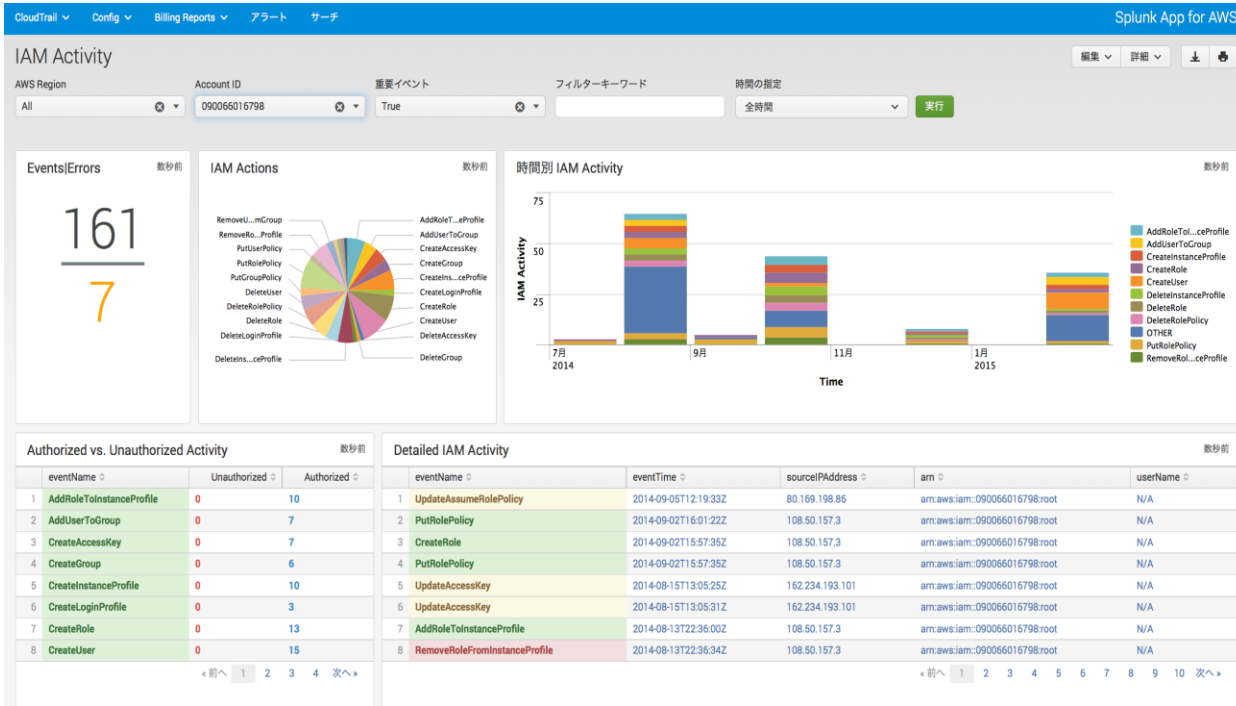 CloudTrail Config Billing Reports アラート サーチ Splunk App for AWS
IAM Activity 編集 詳細
AWS Region Account ID 重要イベント フィルターキーワード 時間の指定
All 090066016798 True 全時間 実行
Events|Errors 数秒前
161
7
IAM Actions 数秒前
RemoveU...mGroup
RemoveRo...Profile
PutUserPolicy
PutRolePolicy
PutGroupPolicy
DeleteUser
DeleteRolePolicy
DeleteRole
DeleteLoginProfile
DeleteIns...ceProfile
AddRoleT...eProfile
AddUserToGroup
CreateAccessKey
CreateGroup
CreateIns...ceProfile
CreateLoginProfile
CreateRole
CreateUser
DeleteAccessKey
DeleteGroup
時間別 IAM Activity 数秒前
IAM Activity
75
50
25
7月 9月 11月 1月
2014 2015
Time
AddRoleToI...ceProfile
AddUserToGroup
CreateInstanceProfile
CreateRole
CreateUser
DeleteInstanceProfile
DeleteRole
DeleteRolePolicy
OTHER
PutRolePolicy
RemoveRol...ceProfile
Authorized vs. Unauthorized Activity 数秒前
eventName Unauthorized Authorized
1 AddRoleToInstanceProfile 0 10
2 AddUserToGroup 0 7
3 CreateAccessKey 0 7
4 CreateGroup 0 6
5 CreateInstanceProfile 0 10
6 CreateLoginProfile 0 3
7 CreateRole 0 13
8 CreateUser 0 15
«前へ 1 2 3 4 次へ»
Detailed IAM Activity 数秒前
eventName eventTime sourceIPAddress arn userName
1 UpdateAssumeRolePolicy 2014-09-05T12:19:33Z 80.169.198.86 arn:aws:iam::090066016798:root N/A
2 PutRolePolicy 2014-09-02T16:01:22Z 108.50.157.3 arn:aws:iam::090066016798:root N/A
3 CreateRole 2014-09-02T15:57:35Z 108.50.157.3 arn:aws:iam::090066016798:root N/A
4 PutRolePolicy 2014-09-02T15:57:35Z 108.50.157.3 arn:aws:iam::090066016798:root N/A
5 UpdateAccessKey 2014-08-15T13:05:25Z 162.234.193.101 arn:aws:iam::090066016798:root N/A
6 UpdateAccessKey 2014-08-15T13:05:31Z 162.234.193.101 arn:aws:iam::090066016798:root N/A
7 AddRoleToInstanceProfile 2014-08-13T22:36:00Z 108.50.157.3 arn:aws:iam::090066016798:root N/A
8 RemoveRoleFromInstanceProfile 2014-08-13T22:36:34Z 108.50.157.3 arn:aws:iam::090066016798:root N/A
«前へ 1 2 3 4 5 6 7 8 9 10 次へ»